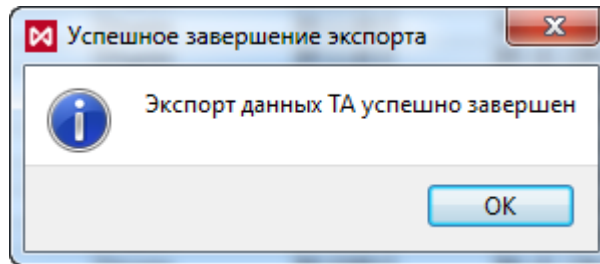 Успешное завершение экспорта
Экспорт данных ТА успешно завершен
OK